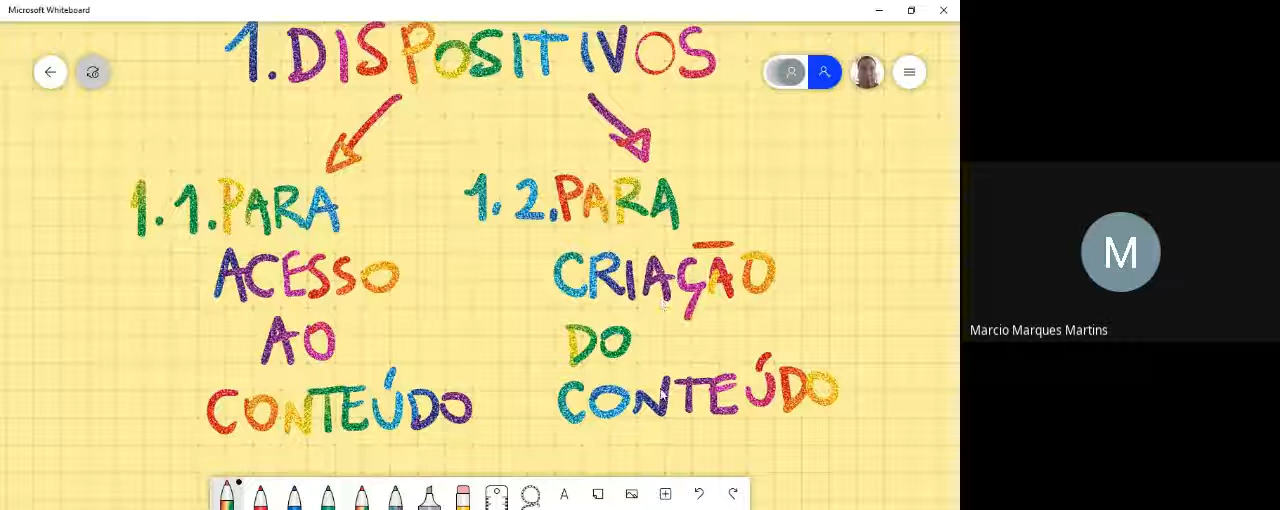 Microsoft Whiteboard
1. DISPOSITIVOS
1.1. PARA
ACESSO
AO
CONTEÚDO
1.2. PARA
CRIAÇÃO
DO
CONTEÚDO
M
Marcio Marques Martins
A